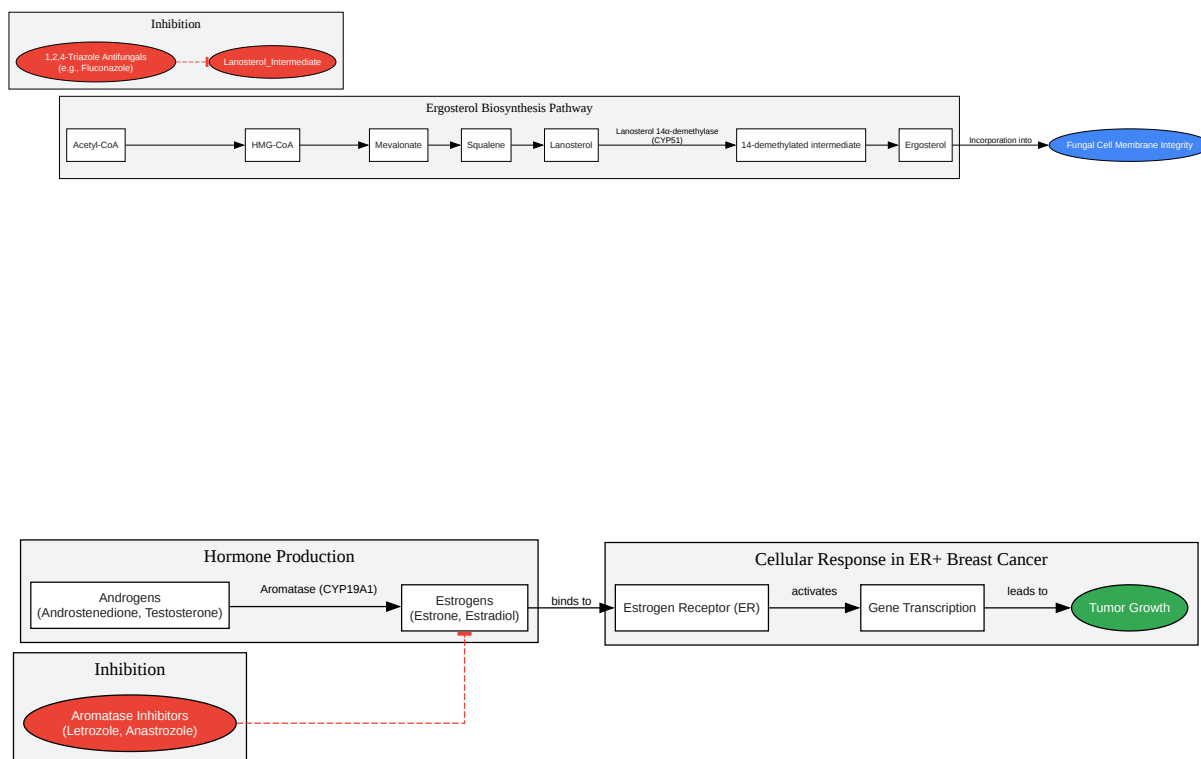 Inhibition
1,2,4-Triazole Antifungals
(e.g., Fluconazole)
Lanosterol_Intermediate
Ergosterol Biosynthesis Pathway
Acetyl-CoA
HMG-CoA
Mevalonate
Squalene
Lanosterol
Lanosterol 14α-demethylase
(CYP51)
14-demethylated intermediate
Ergosterol
Incorporation into
Fungal Cell Membrane Integrity
Hormone Production
Androgens
(Androstenedione, Testosterone)
Aromatase (CYP19A1)
Estrogens
(Estrone, Estradiol)
binds to
Cellular Response in ER+ Breast Cancer
Estrogen Receptor (ER)
activates
Gene Transcription
leads to
Tumor Growth
Inhibition
Aromatase Inhibitors
(Letrozole, Anastrozole)